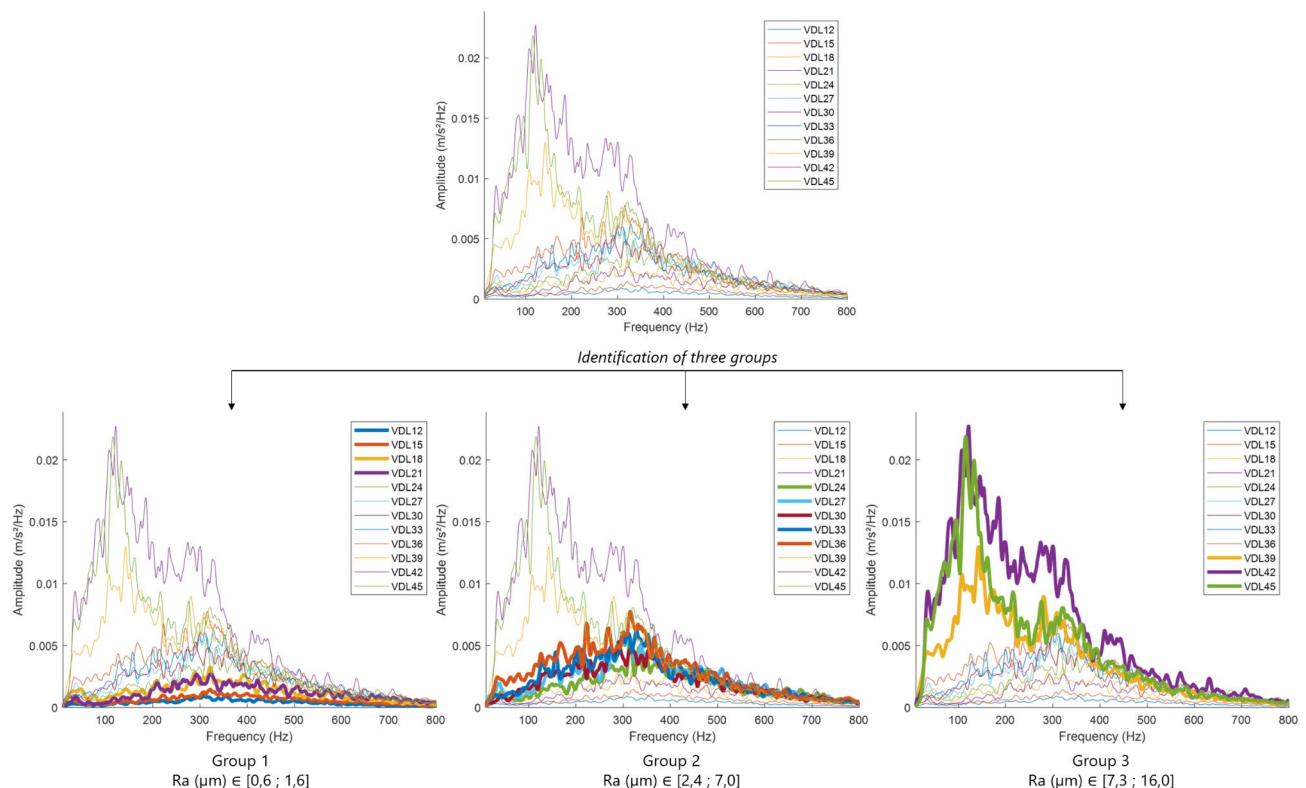 0.02
0.015
0.01
0.005
0
Amplitude (m/s²/Hz)
100 200 300 400 500 600 700 800
Frequency (Hz)
VDL12
VDL15
VDL18
VDL21
VDL24
VDL27
VDL30
VDL33
VDL36
VDL39
VDL42
VDL45
Identification of three groups
0.02
0.015
0.01
0.005
0
Amplitude (m/s²/Hz)
100 200 300 400 500 600 700 800
Frequency (Hz)
VDL12
VDL15
VDL18
VDL21
VDL24
VDL27
VDL30
VDL33
VDL36
VDL39
VDL42
VDL45
Group 1
Ra (µm) ∈ [0,6 ; 1,6]
0.02
0.015
0.01
0.005
0
Amplitude (m/s²/Hz)
100 200 300 400 500 600 700 800
Frequency (Hz)
VDL12
VDL15
VDL18
VDL21
VDL24
VDL27
VDL30
VDL33
VDL36
VDL39
VDL42
VDL45
Group 2
Ra (µm) ∈ [2,4 ; 7,0]
0.02
0.015
0.01
0.005
0
Amplitude (m/s²/Hz)
100 200 300 400 500 600 700 800
Frequency (Hz)
VDL12
VDL15
VDL18
VDL21
VDL24
VDL27
VDL30
VDL33
VDL36
VDL39
VDL42
VDL45
Group 3
Ra (µm) ∈ [7,3 ; 16,0]